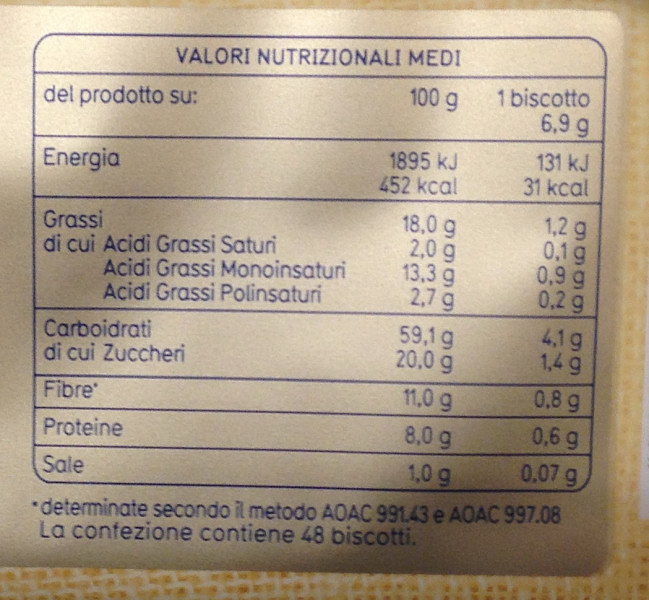 VALORI NUTRIZIONALI MEDI
del prodotto su: 100 g 1 biscotto
6,9 g
Energia 1895 kJ 131 kJ
452 kcal 31 kcal
Grassi 18,0 g 1,2 g
di cui Acidi Grassi Saturi 2,0 g 0,1 g
Acidi Grassi Monoinsaturi 13,3 g 0,9 g
Acidi Grassi Polinsaturi 2,7 g 0,2 g
Carboidrati 59,1 g 4,1 g
di cui Zuccheri 20,0 g 1,4 g
Fibre* 11,0 g 0,8 g
Proteine 8,0 g 0,6 g
Sale 1,0 g 0,07 g
*determinate secondo il metodo AOAC 991.43 e AOAC 997.08
La confezione contiene 48 biscotti.